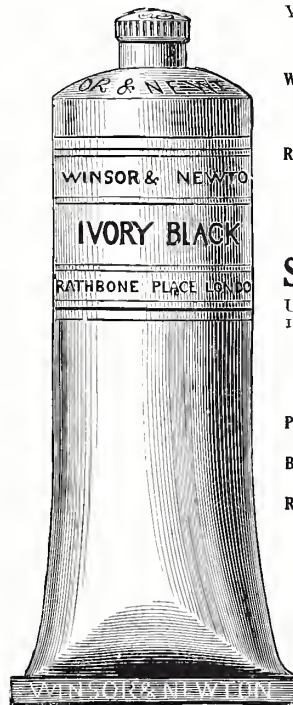 OR & NEWT
WINSOR & NEWTO
IVORY BLACK
RATHBONE PLACE LONDO
WINSOR & NEWTON
Y
W
R
S
U
I
P
B
R